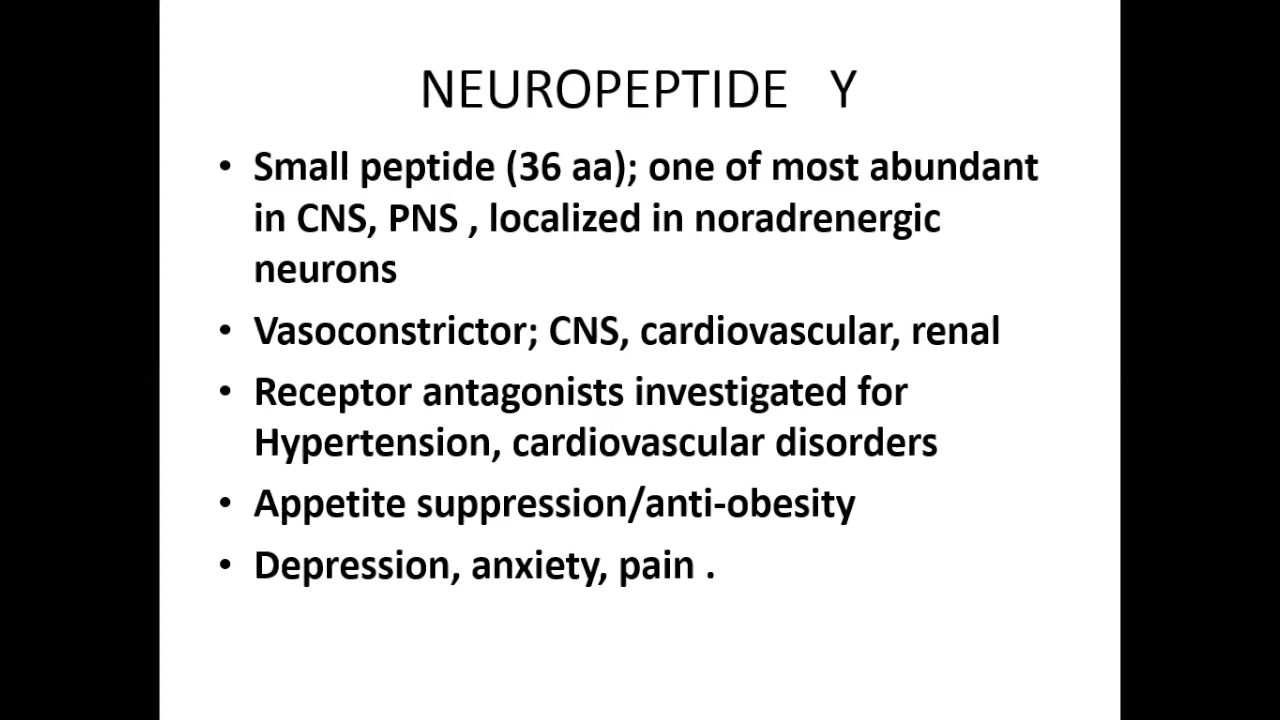 NEUROPEPTIDE Y
• Small peptide (36 aa); one of most abundant
in CNS, PNS , localized in noradrenergic
neurons
• Vasoconstrictor; CNS, cardiovascular, renal
• Receptor antagonists investigated for
Hypertension, cardiovascular disorders
• Appetite suppression/anti-obesity
• Depression, anxiety, pain .